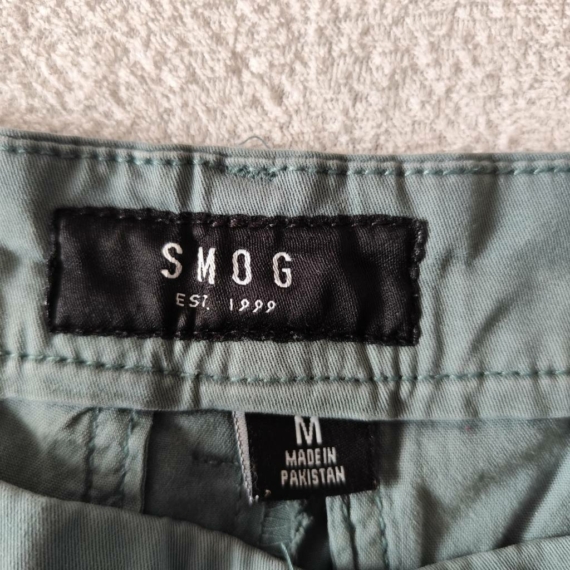 SMOG
EST. 1999
M
MADE IN
PAKISTAN